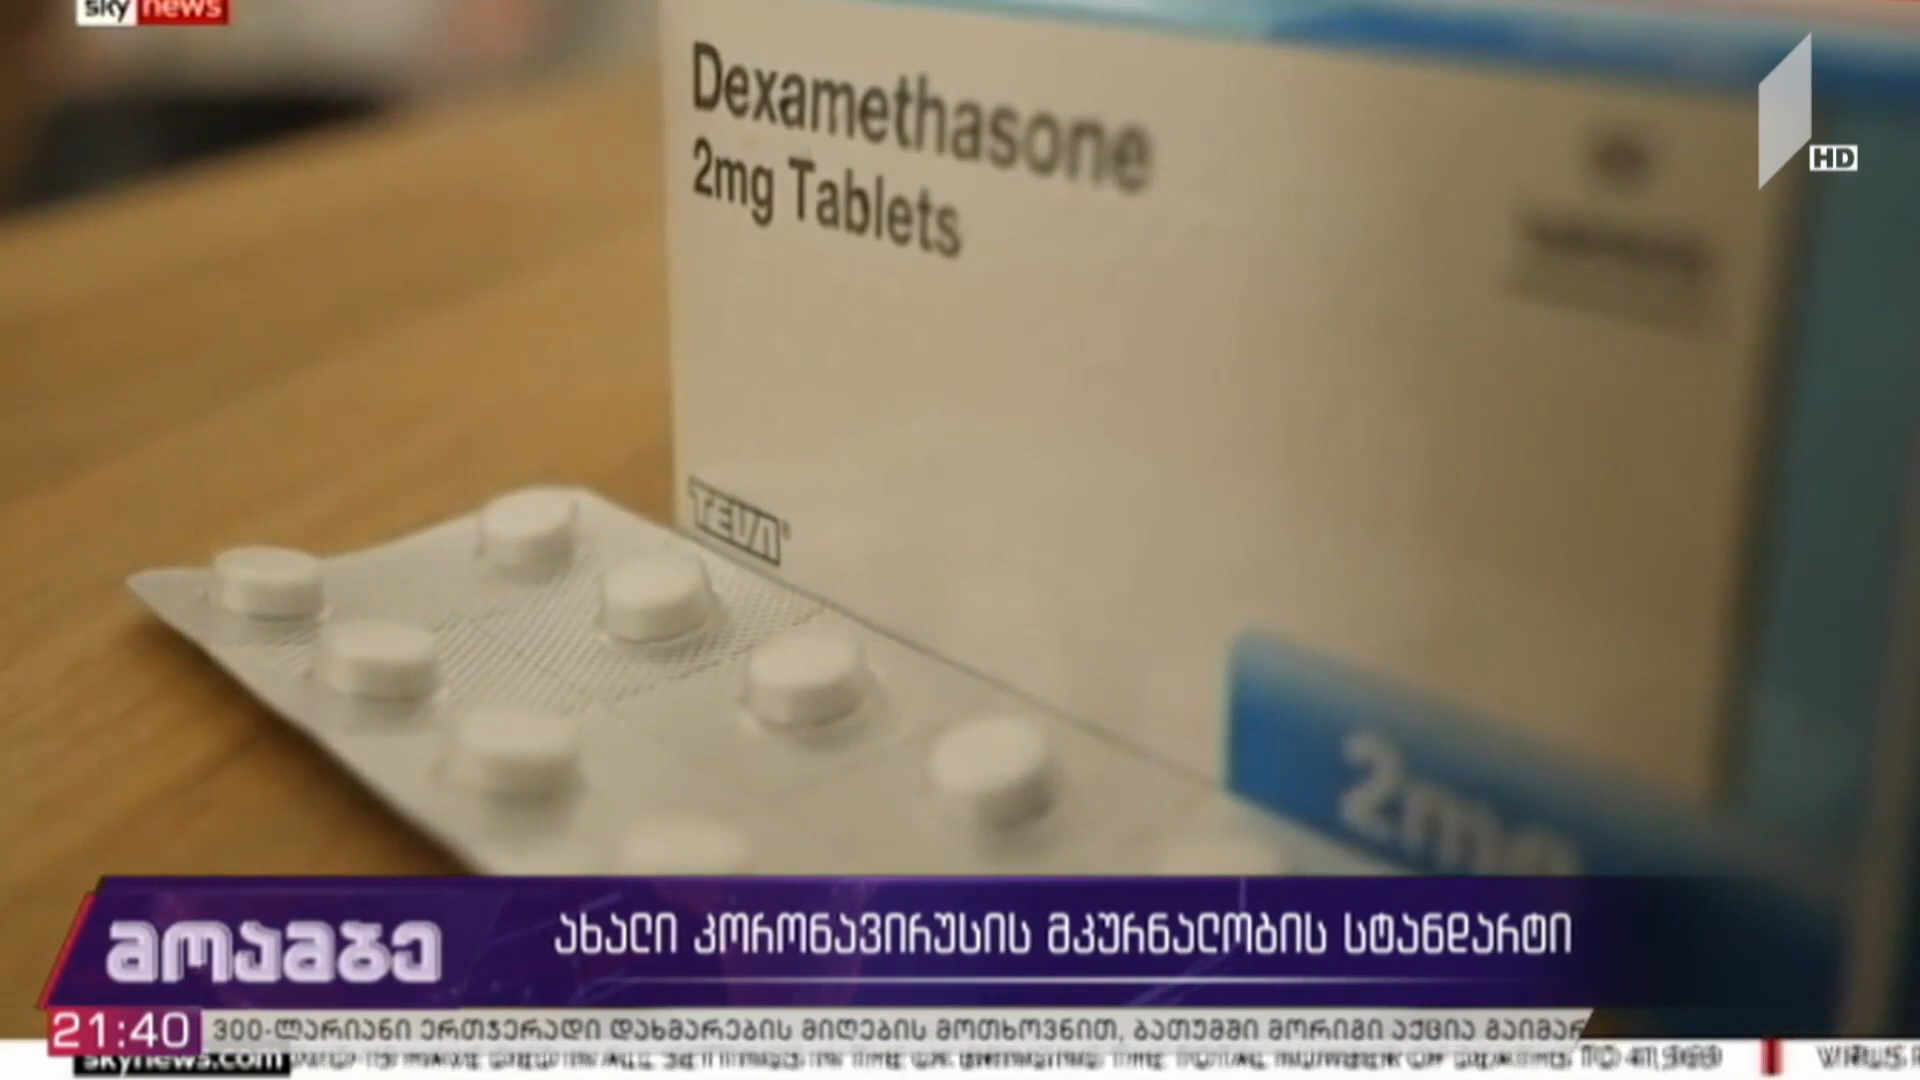 sky news
HD
Dexamethasone
2mg Tablets
TEVA
2mg
მოამბე
ახალი კორონავირუსის მკურნალობის სტანდარტი
21:40
300-ლარიანი ერთჯერადი დახმარების მიღების მოთხოვნით, ბათუმში მორიგი აქცია გაიმარ
skynews.com